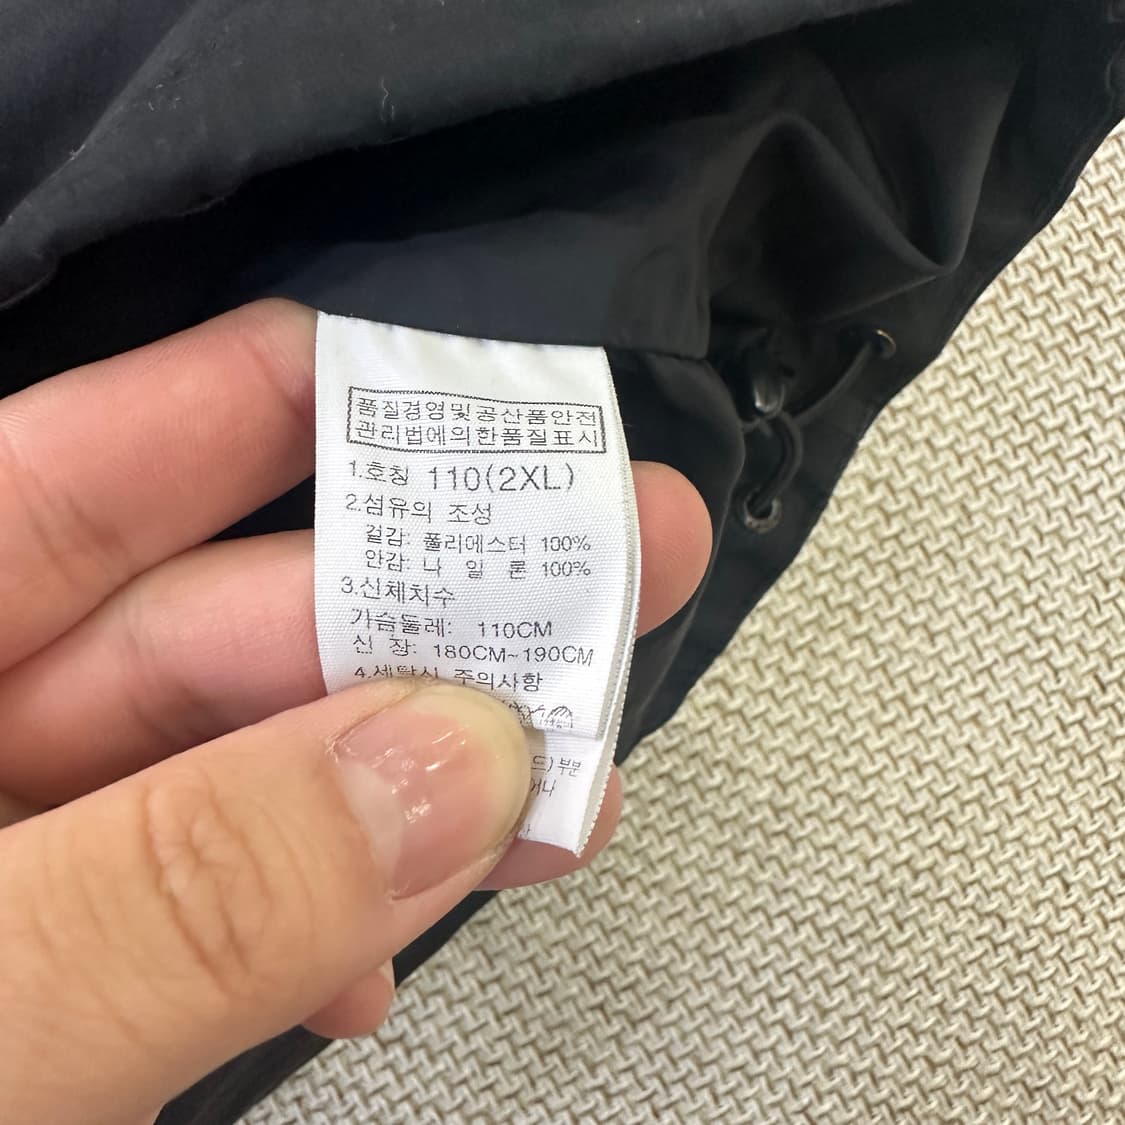 품질경영및공산품안전
관리법에의한품질표시
1.호칭 110(2XL)
2.섬유의 조성
겉감: 폴리에스터 100%
안감: 나 일 론 100%
3.신체치수
가슴둘레: 110CM
신 장: 180CM~190CM
4.세탁시 주의사항
드)부분